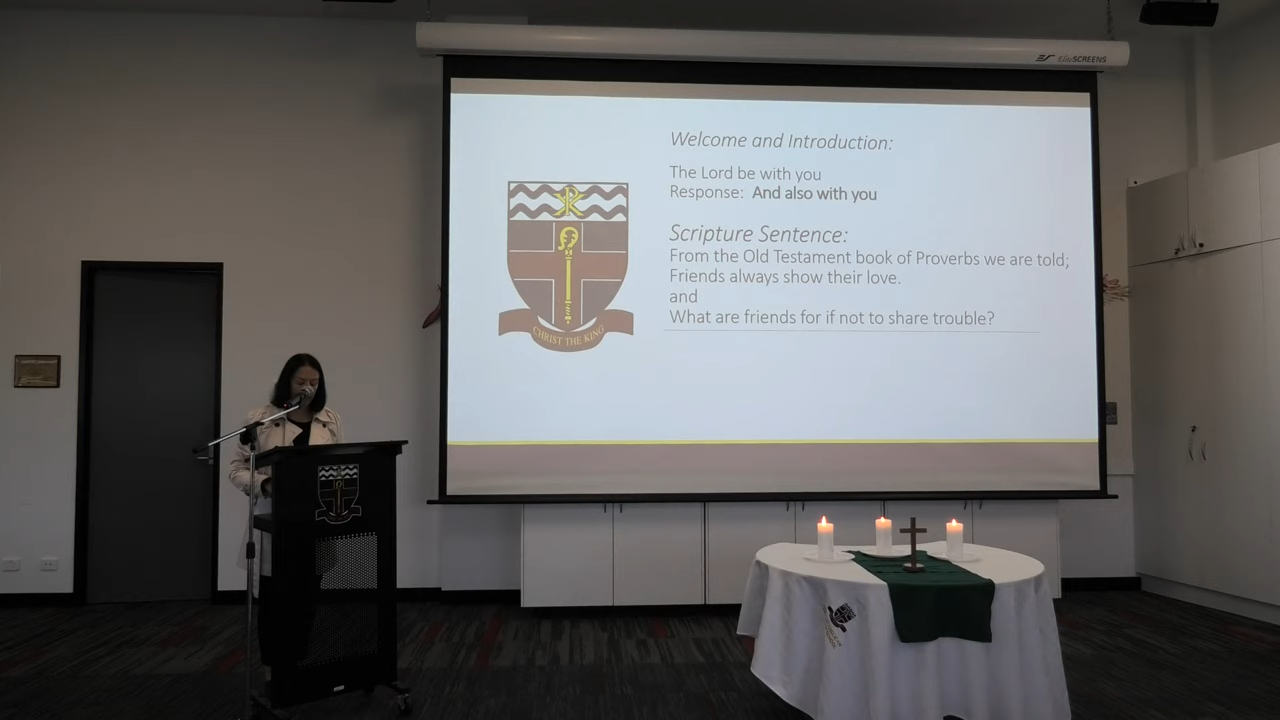 EliteSCREENS
Welcome and Introduction:
The Lord be with you
Response: And also with you
Scripture Sentence:
From the Old Testament book of Proverbs we are told;
Friends always show their love.
and
What are friends for if not to share trouble?
CHRIST THE KING